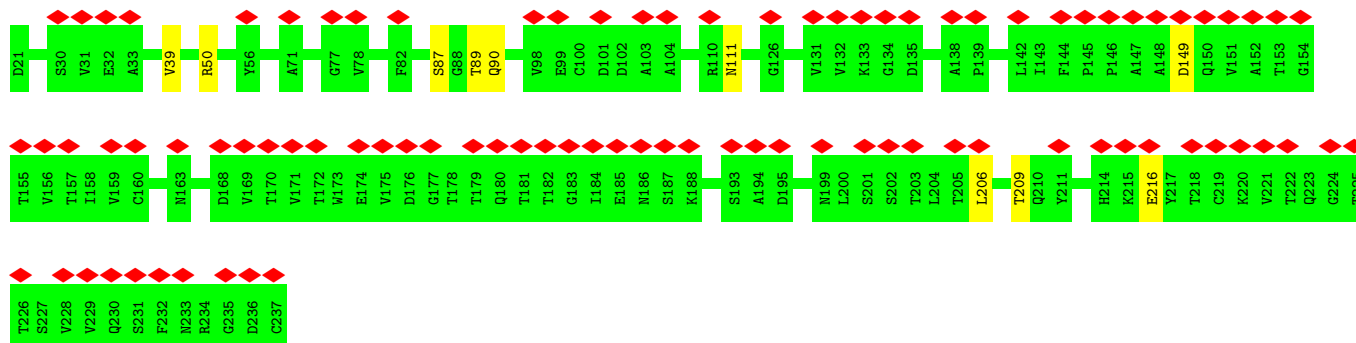 D21 S30 V31 E32 A33 V39 R50 Y56 A71 G77 V78 F82 S87 G88 T89 Q90 V98 E99 C100 D101 D102 A103 A104 R110 N111 G126 V131 V132 K133 G134 D135 A138 P139 L142 I143 F144 P145 P146 A147 A148 D149 Q150 V151 A152 T153 G154
T155 V156 T157 I158 V159 C160 N163 D168 V169 T170 V171 T172 W173 E174 V175 D176 G177 T178 T179 Q180 T181 T182 G183 I184 E185 N186 S187 K188 S193 A194 D195 N199 L200 S201 S202 T203 L204 T205 L206 T209 Q210 Y211 H214 K215 E216 Y217 T218 C219 K220 V221 T222 Q223 G224 T225
T226 S227 V228 V229 Q230 S231 F232 N233 R234 G235 D236 C237